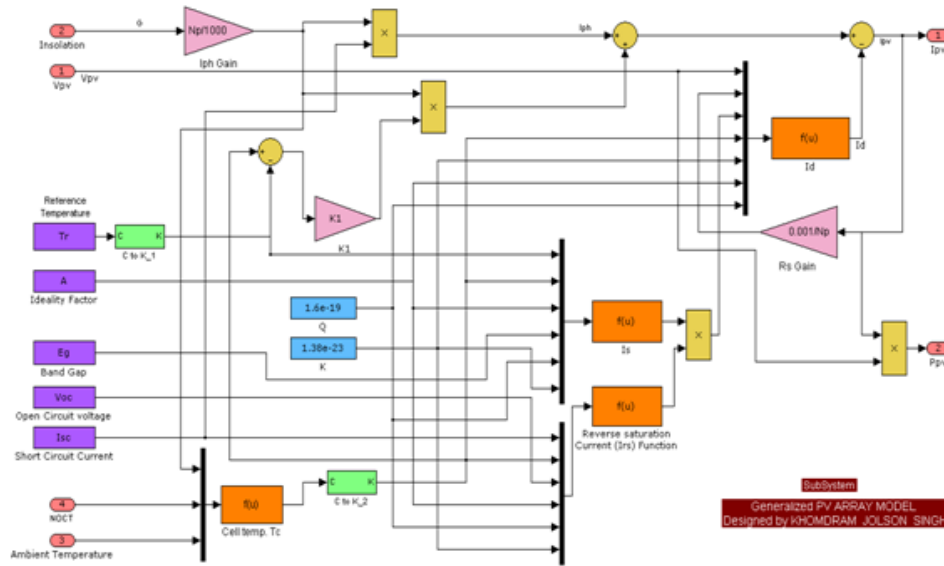 2
Insolation
G
Np/1000
Iph Gain
×
Iph
+
+
+
-
Ipv
1
Ipv
1
Vpv
Vpv
×
f(u)
Id
Id
+
-
K1
K1
Reference
Temperature
Tr
C
K
C to K_1
0.001/Np
Rs Gain
A
Ideality Factor
1.6e-19
Q
f(u)
Is
×
×
2
Ppv
Eg
Band Gap
1.38e-23
K
Voc
Open Circuit voltage
f(u)
Reverse saturation
Current (Irs) Function
Isc
Short Circuit Current
4
NOCT
f(u)
Cell temp. Tc
C
K
C to K_2
3
Ambient Temperature
SubSystem
Generalized PV ARRAY MODEL
Designed by KHOMDRAM JOLSON SINGH